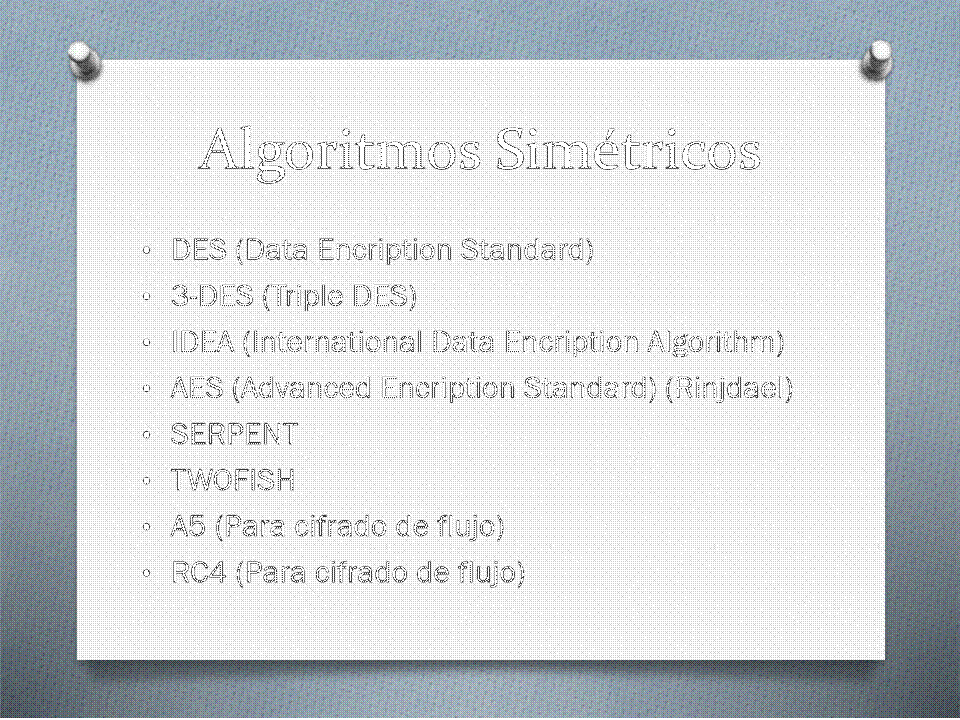 Algoritmos Simétricos
• DES (Data Encription Standard)
• 3-DES (Triple DES)
• IDEA (International Data Encription Algorithm)
• AES (Advanced Encription Standard) (Rinjdael)
• SERPENT
• TWOFISH
• A5 (Para cifrado de flujo)
• RC4 (Para cifrado de flujo)